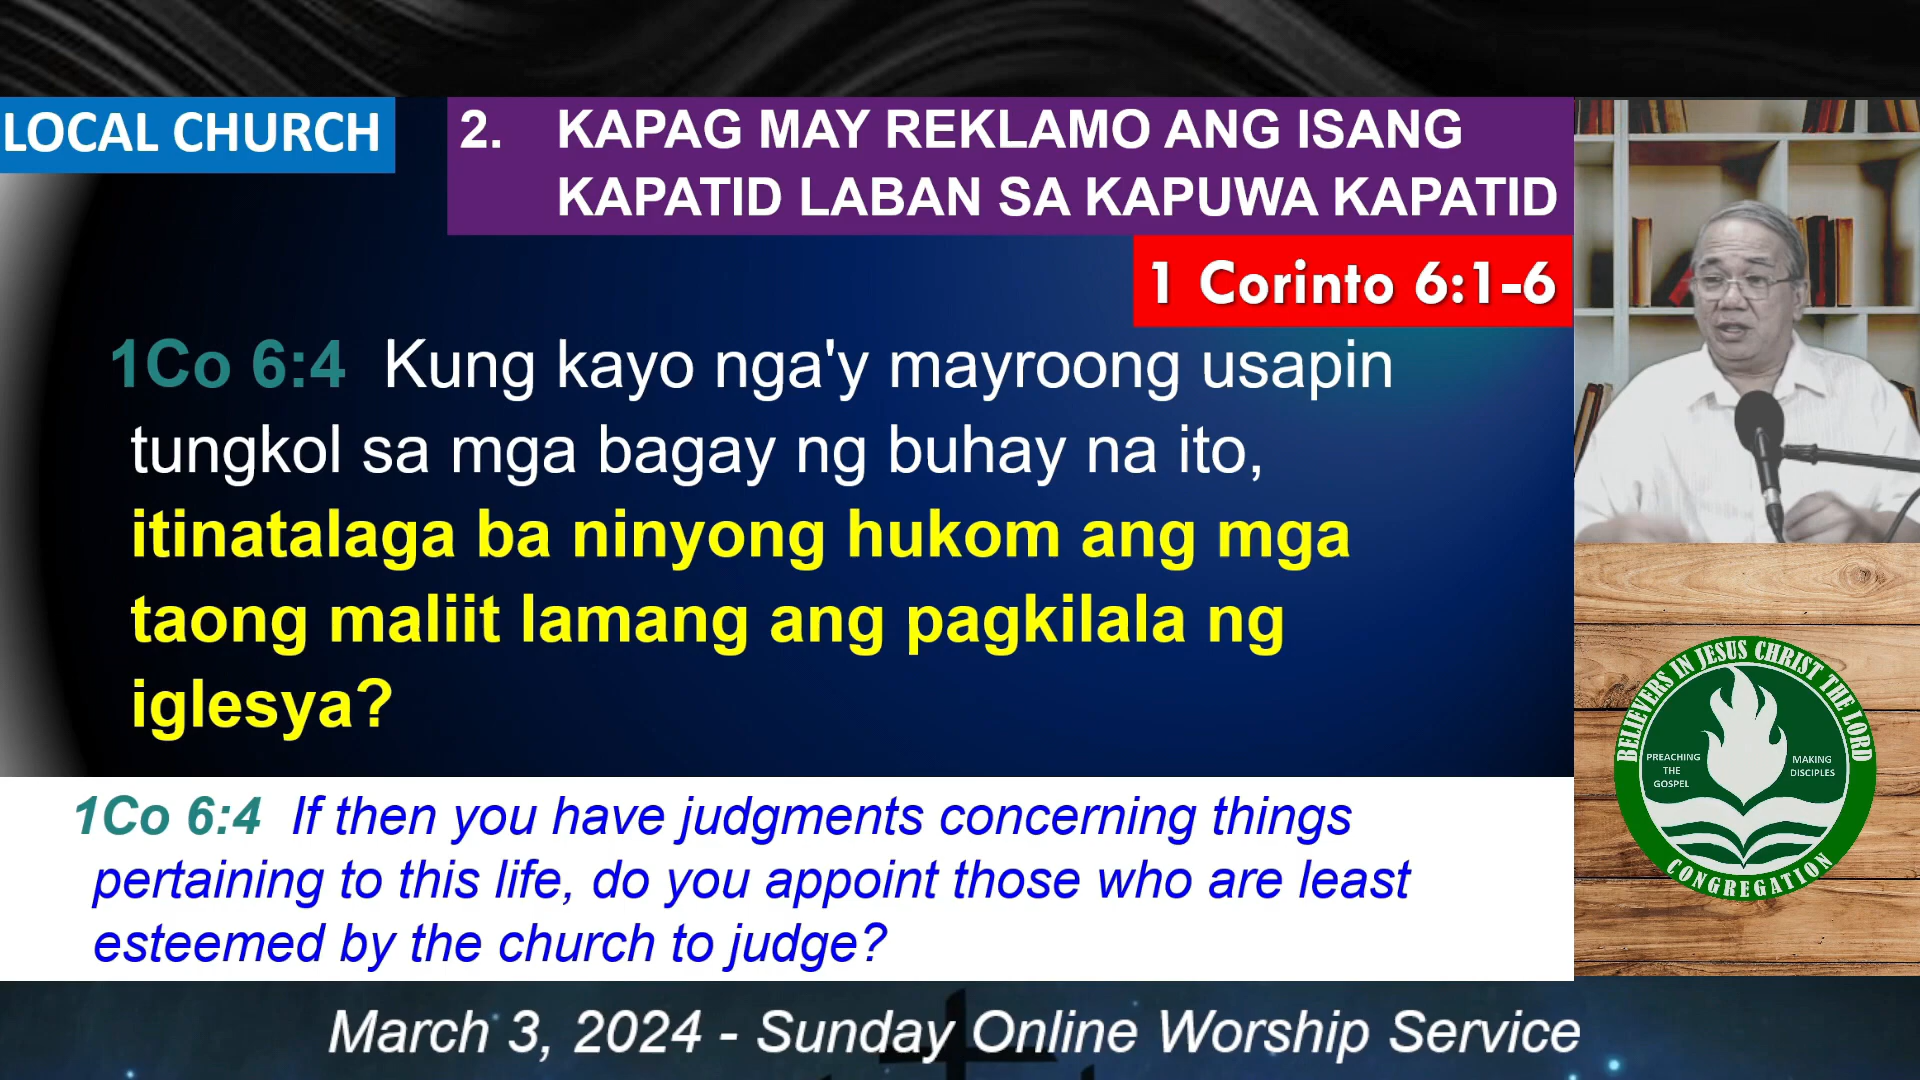 LOCAL CHURCH
2. KAPAG MAY REKLAMO ANG ISANG
KAPATID LABAN SA KAPUWA KAPATID
1 Corinto 6:1-6
1Co 6:4 Kung kayo nga'y mayroong usapin
tungkol sa mga bagay ng buhay na ito,
itinatalaga ba ninyong hukom ang mga
taong maliit lamang ang pagkilala ng
iglesya?
1Co 6:4 If then you have judgments concerning things
pertaining to this life, do you appoint those who are least
esteemed by the church to judge?
BELIEVERS IN JESUS CHRIST THE LORD
PREACHING
THE
GOSPEL
MAKING
DISCIPLES
CONGREGATION
March 3, 2024 - Sunday Online Worship Service